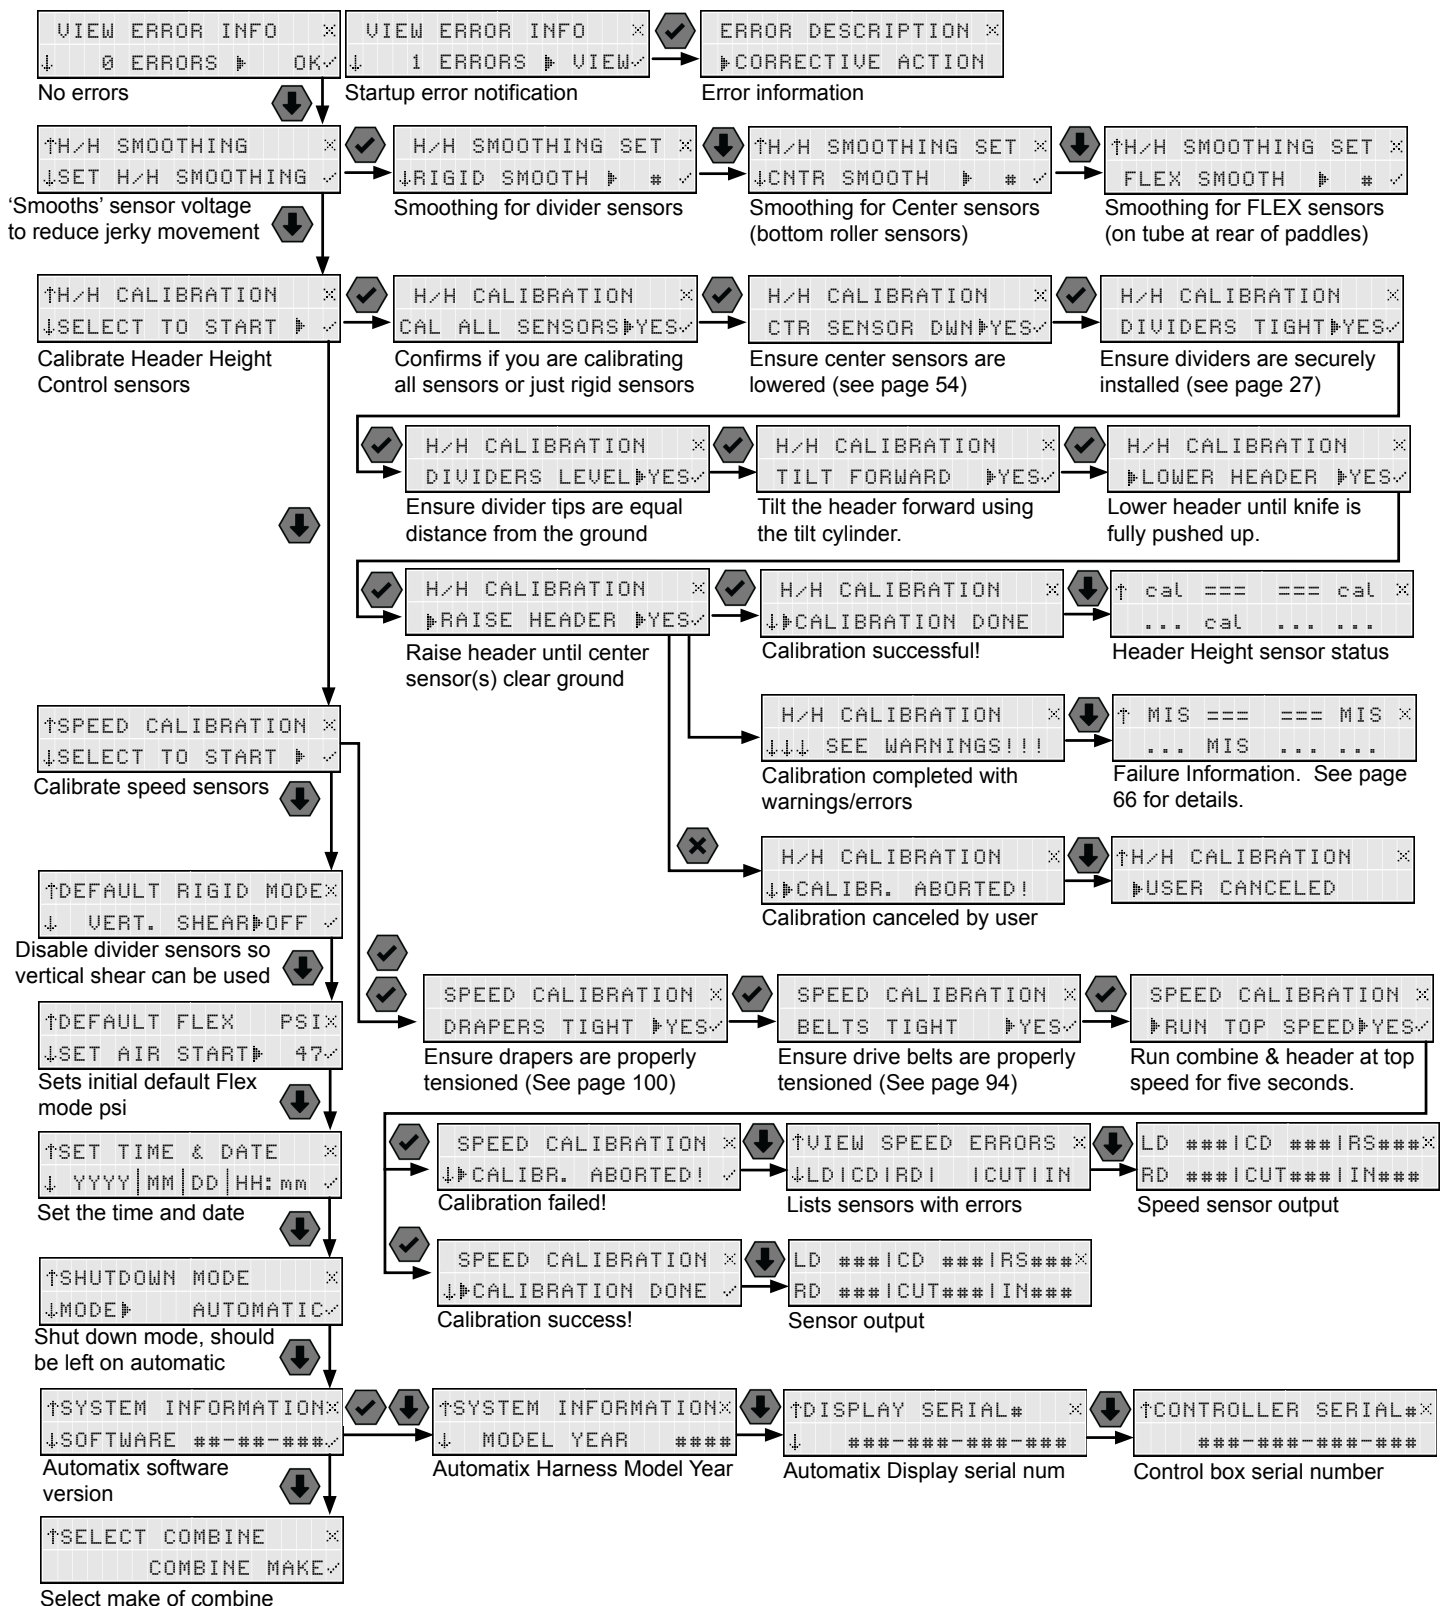 VIEW ERROR INFO ×
↓ 0 ERRORS ▸ OK✓
No errors
VIEW ERROR INFO ×
↓ 1 ERRORS ▸ VIEW✓
Startup error notification
ERROR DESCRIPTION ×
▸CORRECTIVE ACTION
Error information
↑H/H SMOOTHING ×
↓SET H/H SMOOTHING ✓
'Smooths' sensor voltage
to reduce jerky movement
H/H SMOOTHING SET ×
↓RIGID SMOOTH ▸ # ✓
Smoothing for divider sensors
↑H/H SMOOTHING SET ×
↓CNTR SMOOTH ▸ # ✓
Smoothing for Center sensors
(bottom roller sensors)
↑H/H SMOOTHING SET ×
FLEX SMOOTH ▸ # ✓
Smoothing for FLEX sensors
(on tube at rear of paddles)
↑H/H CALIBRATION ×
↓SELECT TO START ▸ ✓
Calibrate Header Height
Control sensors
H/H CALIBRATION ×
CAL ALL SENSORS▸YES✓
Confirms if you are calibrating
all sensors or just rigid sensors
H/H CALIBRATION ×
CTR SENSOR DWN▸YES✓
Ensure center sensors are
lowered (see page 54)
H/H CALIBRATION ×
DIVIDERS TIGHT▸YES✓
Ensure dividers are securely
installed (see page 27)
H/H CALIBRATION ×
DIVIDERS LEVEL▸YES✓
Ensure divider tips are equal
distance from the ground
H/H CALIBRATION ×
TILT FORWARD ▸YES✓
Tilt the header forward using
the tilt cylinder.
H/H CALIBRATION ×
▸LOWER HEADER ▸YES✓
Lower header until knife is
fully pushed up.
H/H CALIBRATION ×
▸RAISE HEADER ▸YES✓
Raise header until center
sensor(s) clear ground
H/H CALIBRATION ×
↓▸CALIBRATION DONE
Calibration successful!
↑ cal === === cal ×
... cal ... ...
Header Height sensor status
H/H CALIBRATION ×
↓↓↓ SEE WARNINGS!!!
Calibration completed with
warnings/errors
↑ MIS === === MIS ×
... MIS ... ...
Failure Information. See page
66 for details.
H/H CALIBRATION ×
↓▸CALIBR. ABORTED!
Calibration canceled by user
↑H/H CALIBRATION ×
▸USER CANCELED
↑SPEED CALIBRATION ×
↓SELECT TO START ▸ ✓
Calibrate speed sensors
SPEED CALIBRATION ×
DRAPERS TIGHT ▸YES✓
Ensure drapers are properly
tensioned (See page 100)
SPEED CALIBRATION ×
BELTS TIGHT ▸YES✓
Ensure drive belts are properly
tensioned (See page 94)
SPEED CALIBRATION ×
▸RUN TOP SPEED▸YES✓
Run combine & header at top
speed for five seconds.
SPEED CALIBRATION ×
↓▸CALIBR. ABORTED! ✓
Calibration failed!
↑VIEW SPEED ERRORS ×
↓LD|CD|RD| |CUT|IN
Lists sensors with errors
LD ###|CD ###|RS###×
RD ###|CUT###|IN###
Speed sensor output
SPEED CALIBRATION ×
↓▸CALIBRATION DONE ✓
Calibration success!
LD ###|CD ###|RS###×
RD ###|CUT###|IN###
Sensor output
↑DEFAULT RIGID MODE×
↓ VERT. SHEAR▸OFF ✓
Disable divider sensors so
vertical shear can be used
↑DEFAULT FLEX PSI×
↓SET AIR START▸ 47✓
Sets initial default Flex
mode psi
↑SET TIME & DATE ×
↓ YYYY|MM|DD|HH:mm ✓
Set the time and date
↑SHUTDOWN MODE ×
↓MODE▸ AUTOMATIC✓
Shut down mode, should
be left on automatic
↑SYSTEM INFORMATION×
↓SOFTWARE ##-##-###✓
Automatix software
version
↑SYSTEM INFORMATION×
↓ MODEL YEAR ####
Automatix Harness Model Year
↑DISPLAY SERIAL# ×
↓ ###-###-###-###
Automatix Display serial num
↑CONTROLLER SERIAL#×
###-###-###-###
Control box serial number
↑SELECT COMBINE ×
COMBINE MAKE✓
Select make of combine